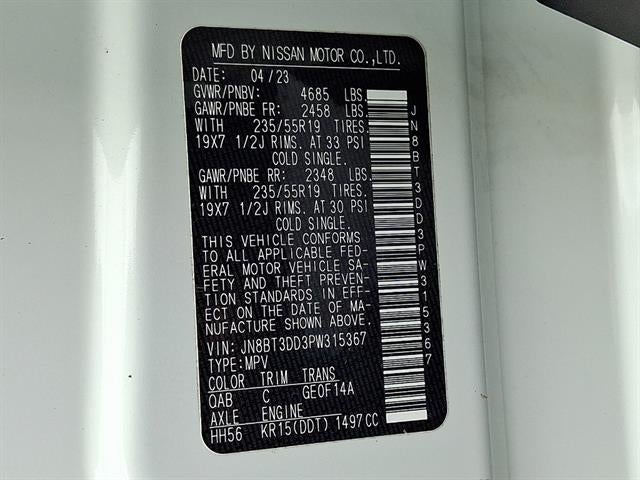 MFD BY NISSAN MOTOR CO.,LTD.
DATE: 04/23
GVWR/PNBV: 4685 LBS.
GAWR/PNBE FR: 2458 LBS.
WITH 235/55R19 TIRES.
19X7 1/2J RIMS. AT 33 PSI
COLD SINGLE.
GAWR/PNBE RR: 2348 LBS.
WITH 235/55R19 TIRES.
19X7 1/2J RIMS. AT 30 PSI
COLD SINGLE.
THIS VEHICLE CONFORMS
TO ALL APPLICABLE FED-
ERAL MOTOR VEHICLE SA-
FETY AND THEFT PREVEN-
TION STANDARDS IN EFF-
ECT ON THE DATE OF MA-
NUFACTURE SHOWN ABOVE.
VIN: JN8BT3DD3PW315367
TYPE:MPV
COLOR TRIM TRANS
QAB C GE0F14A
AXLE ENGINE
HH56 KR15(DDT) 1497CC
JN8BT3DD3PW315367